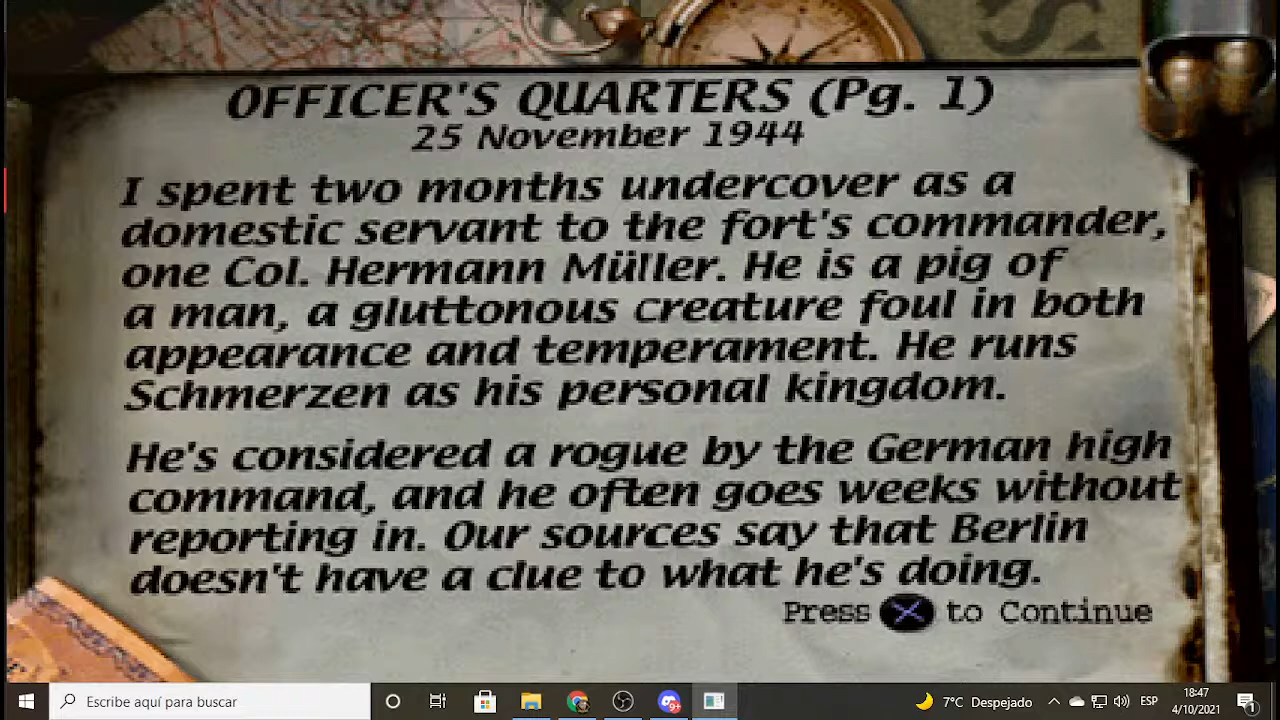 OFFICER'S QUARTERS (Pg. 1)
25 November 1944
I spent two months undercover as a
domestic servant to the fort's commander,
one Col. Hermann Müller. He is a pig of
a man, a gluttonous creature foul in both
appearance and temperament. He runs
Schmerzen as his personal kingdom.
He's considered a rogue by the German high
command, and he often goes weeks without
reporting in. Our sources say that Berlin
doesn't have a clue to what he's doing.
Press X to Continue
Escribe aquí para buscar
7°C Despejado
ESP
18:47
4/10/2021